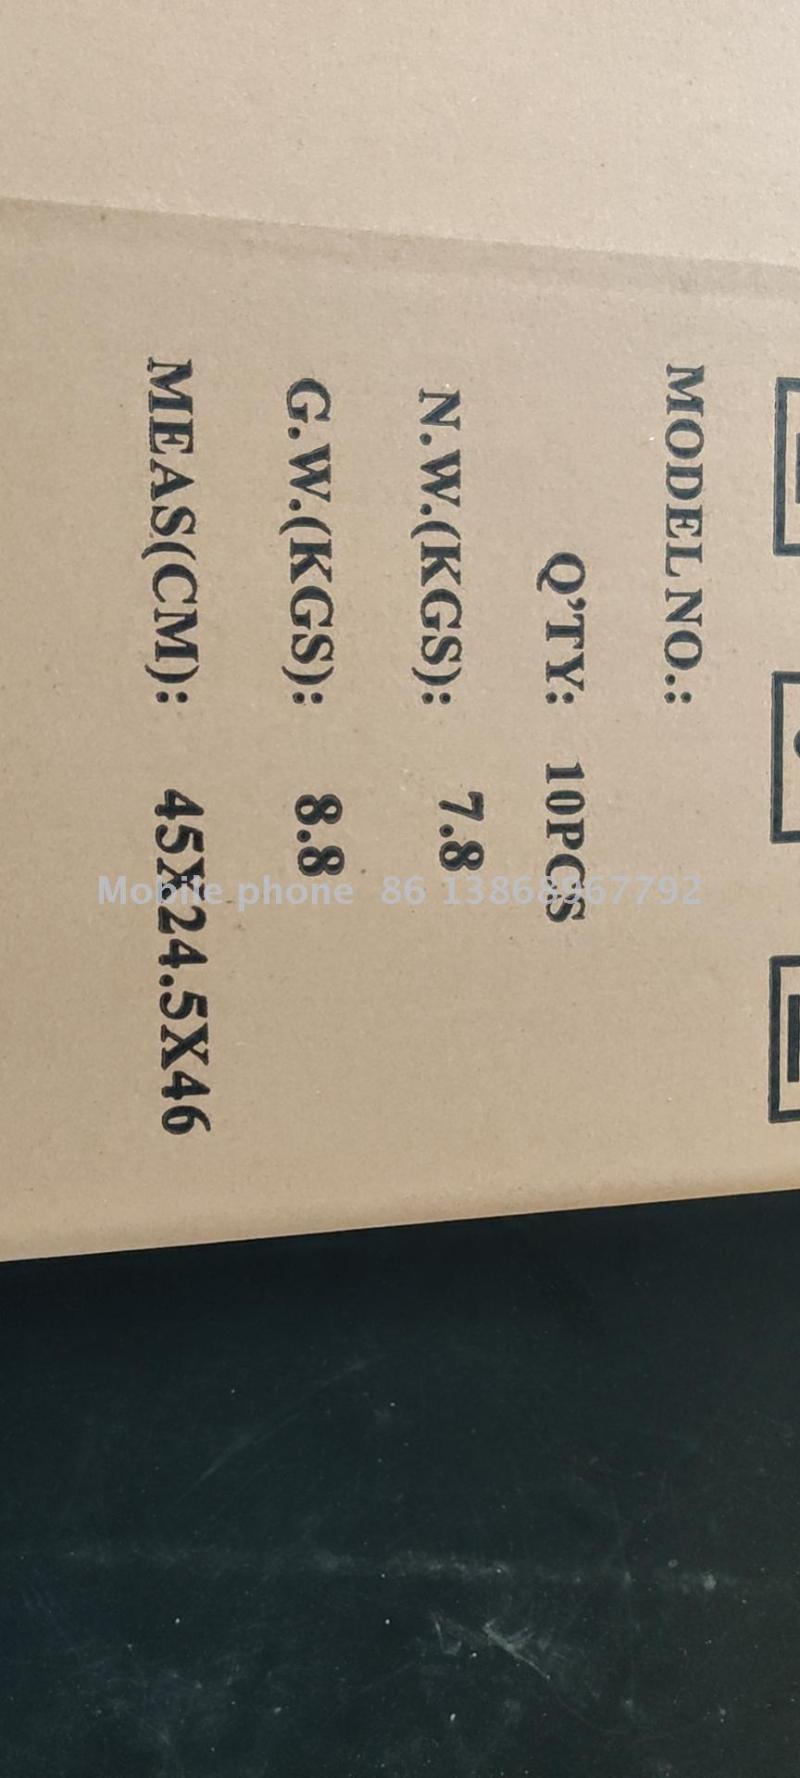 MODEL NO.:
Q'TY: 10PCS
N.W.(KGS): 7.8
G.W.(KGS): 8.8
MEAS(CM): 45X24.5X46
Mobile phone 86 13868967792